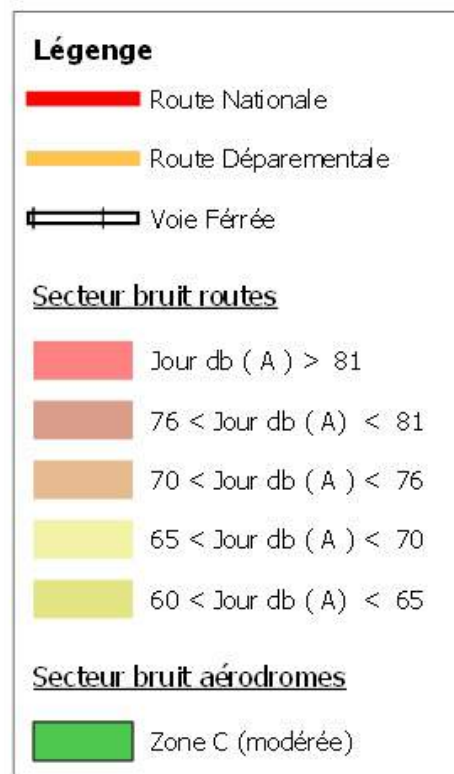 Légenge
Route Nationale
Route Déparementale
Voie Férrée
Secteur bruit routes
Jour db ( A ) > 81
76 < Jour db ( A) < 81
70 < Jour db ( A ) < 76
65 < Jour db ( A ) < 70
60 < Jour db ( A) < 65
Secteur bruit aérodromes
Zone C (modérée)